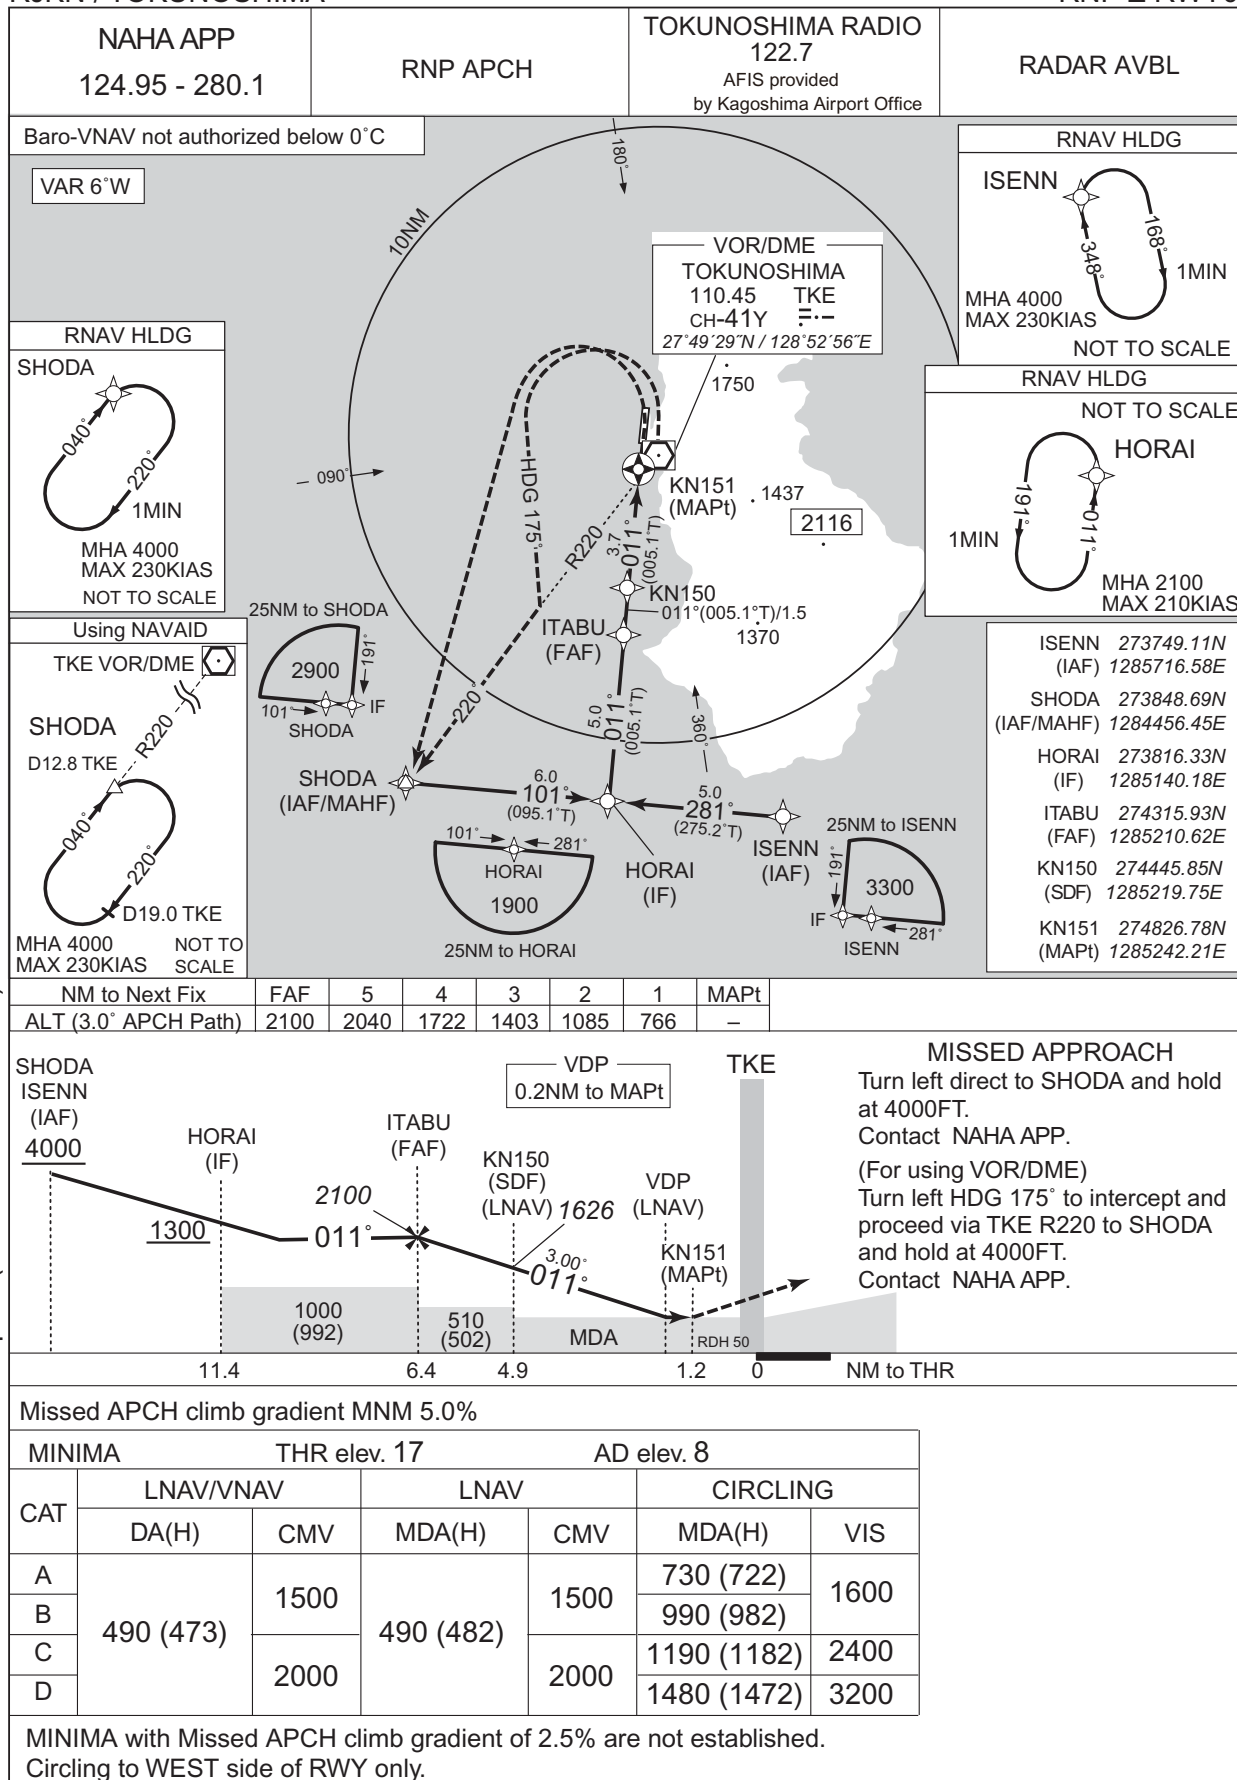 NAHA APP
124.95 - 280.1
RNP APCH
TOKUNOSHIMA RADIO
122.7
AFIS provided
by Kagoshima Airport Office
RADAR AVBL
Baro-VNAV not authorized below 0°C
VAR 6°W
180°
10NM
090°
360°
VOR/DME
TOKUNOSHIMA
110.45 TKE
CH-41Y
27°49´29˝N / 128°52´56˝E
1750
1437
2116
1370
RNAV HLDG
ISENN
348°
168°
1MIN
MHA 4000
MAX 230KIAS
NOT TO SCALE
RNAV HLDG
NOT TO SCALE
HORAI
191°
011°
1MIN
MHA 2100
MAX 210KIAS
RNAV HLDG
SHODA
040°
220°
1MIN
MHA 4000
MAX 230KIAS
NOT TO SCALE
Using NAVAID
TKE VOR/DME
R220
SHODA
D12.8 TKE
040°
220°
D19.0 TKE
MHA 4000
MAX 230KIAS
NOT TO
SCALE
25NM to SHODA
2900
191°
101°
IF
SHODA
HDG 175°
R220
220°
KN151
(MAPt)
3.7
011°
(005.1°T)
KN150
011°(005.1°T)/1.5
ITABU
(FAF)
5.0
011°
(005.1°T)
SHODA
(IAF/MAHF)
6.0
101°
(095.1°T)
5.0
281°
(275.2°T)
ISENN
(IAF)
HORAI
(IF)
101°
281°
HORAI
1900
25NM to HORAI
25NM to ISENN
191°
3300
IF
281°
ISENN
ISENN 273749.11N
(IAF) 1285716.58E
SHODA 273848.69N
(IAF/MAHF) 1284456.45E
HORAI 273816.33N
(IF) 1285140.18E
ITABU 274315.93N
(FAF) 1285210.62E
KN150 274445.85N
(SDF) 1285219.75E
KN151 274826.78N
(MAPt) 1285242.21E
NM to Next Fix FAF 5 4 3 2 1 MAPt
ALT (3.0° APCH Path) 2100 2040 1722 1403 1085 766 –
SHODA
ISENN
(IAF)
4000
HORAI
(IF)
1300
ITABU
(FAF)
2100
011°
KN150
(SDF)
(LNAV)
1626
VDP
0.2NM to MAPt
VDP
(LNAV)
3.00°
011°
KN151
(MAPt)
TKE
1000
(992)
510
(502)
MDA
RDH 50
11.4 6.4 4.9 1.2 0 NM to THR
MISSED APPROACH
Turn left direct to SHODA and hold
at 4000FT.
Contact NAHA APP.
(For using VOR/DME)
Turn left HDG 175° to intercept and
proceed via TKE R220 to SHODA
and hold at 4000FT.
Contact NAHA APP.
Missed APCH climb gradient MNM 5.0%
MINIMA THR elev. 17 AD elev. 8
CAT LNAV/VNAV LNAV CIRCLING
DA(H) CMV MDA(H) CMV MDA(H) VIS
A 490 (473) 1500 490 (482) 1500 730 (722) 1600
B 990 (982)
C 2000 2000 1190 (1182) 2400
D 1480 (1472) 3200
MINIMA with Missed APCH climb gradient of 2.5% are not established.
Circling to WEST side of RWY only.